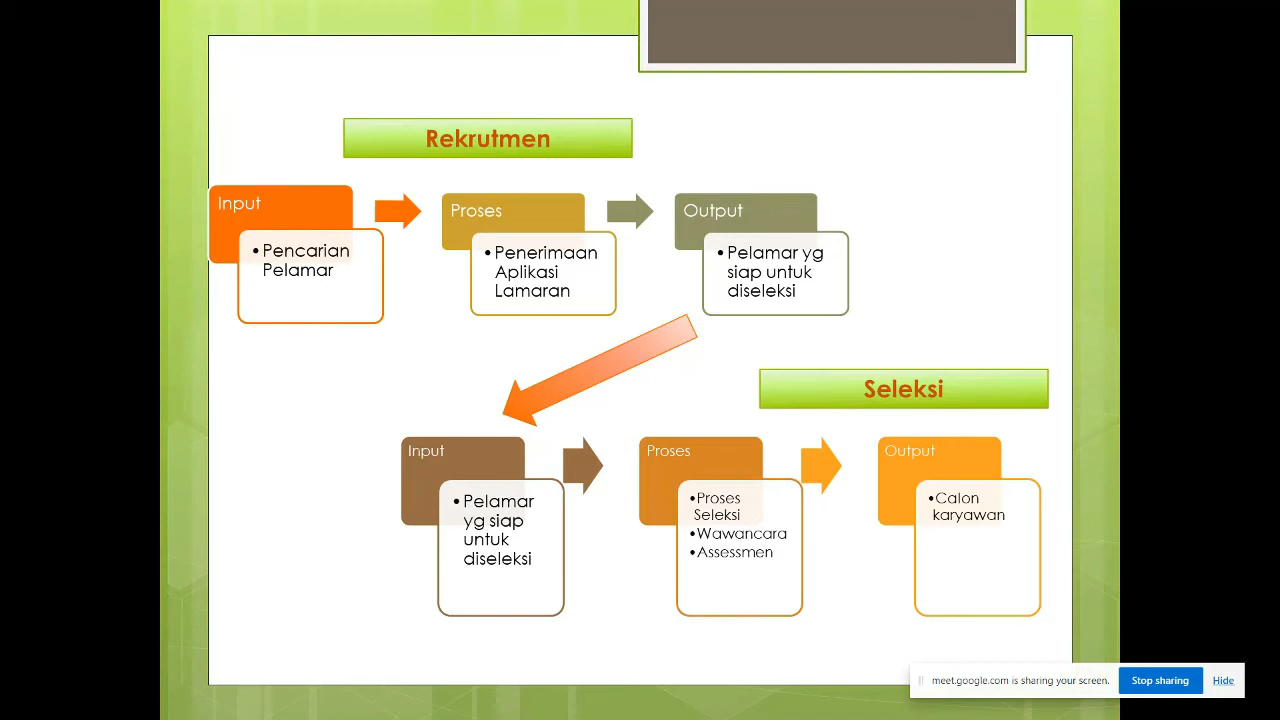 Rekrutmen
Input
• Pencarian
Pelamar
Proses
• Penerimaan
Aplikasi
Lamaran
Output
• Pelamar yg
siap untuk
diseleksi
Seleksi
Input
• Pelamar
yg siap
untuk
diseleksi
Proses
•Proses
Seleksi
•Wawancara
•Assessmen
Output
•Calon
karyawan
meet.google.com is sharing your screen.
Stop sharing
Hide